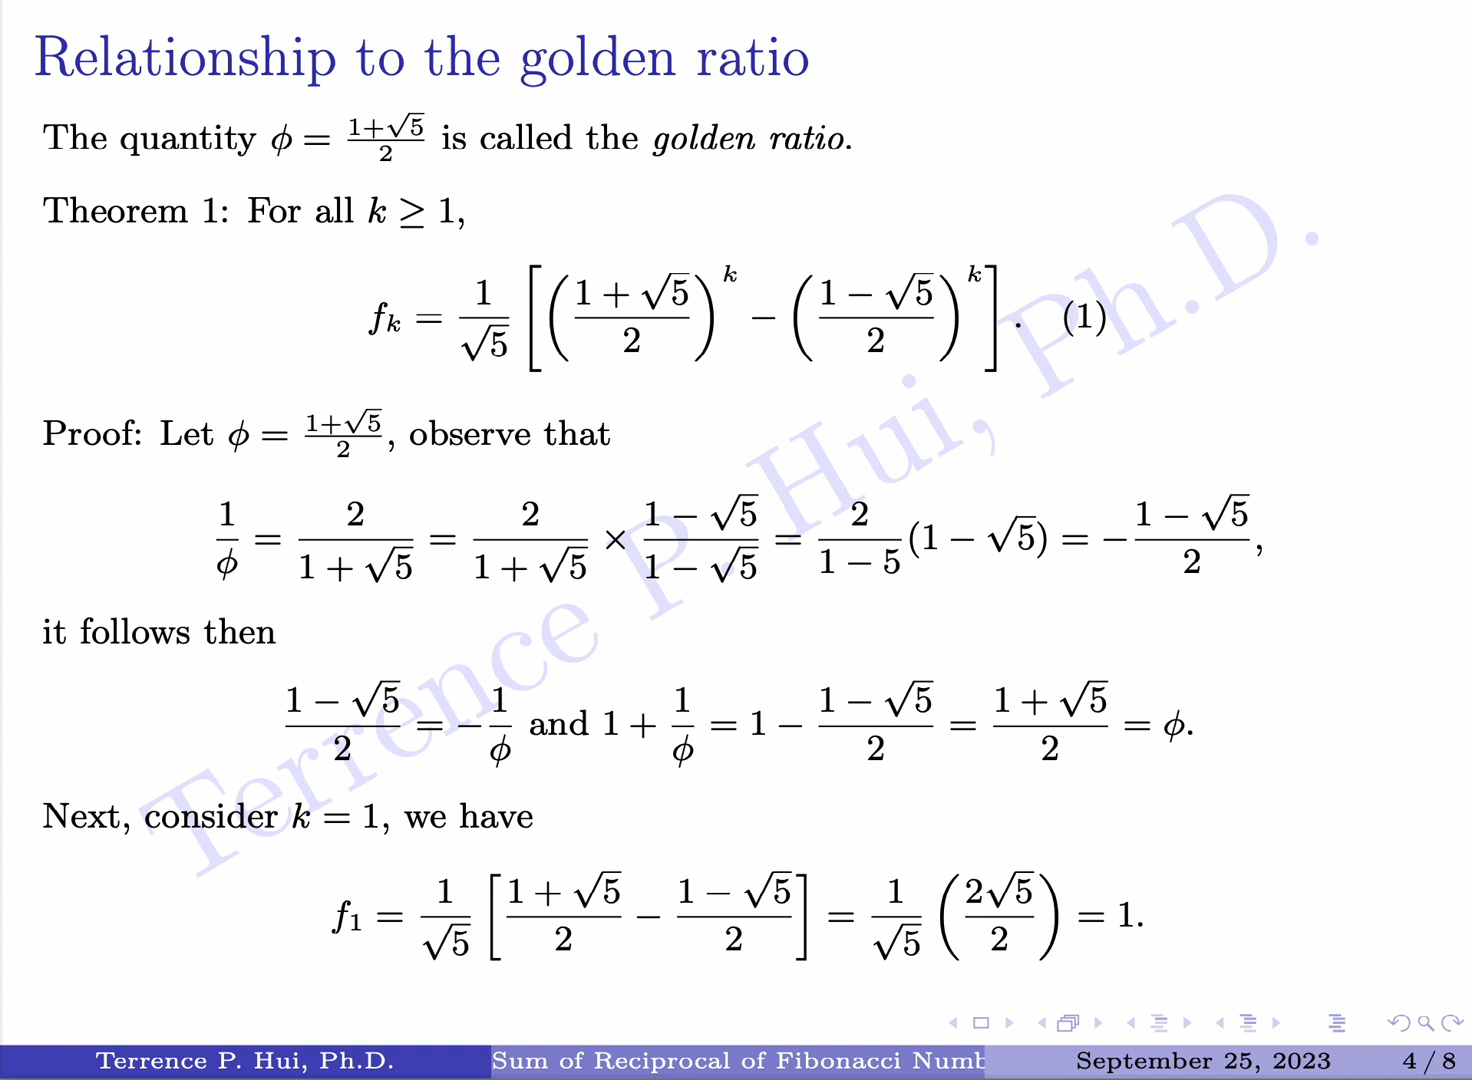 Relationship to the golden ratio
The quantity ϕ = (1+√5)/2 is called the golden ratio.
Theorem 1: For all k ≥ 1,
f_k = 1/√5 [ ((1 + √5)/2)^k − ((1 − √5)/2)^k ]. (1)
Proof: Let ϕ = (1+√5)/2, observe that
1/ϕ = 2/(1 + √5) = 2/(1 + √5) × (1 − √5)/(1 − √5) = 2/(1 − 5) (1 − √5) = − (1 − √5)/2,
it follows then
(1 − √5)/2 = − 1/ϕ and 1 + 1/ϕ = 1 − (1 − √5)/2 = (1 + √5)/2 = ϕ.
Next, consider k = 1, we have
f_1 = 1/√5 [ (1 + √5)/2 − (1 − √5)/2 ] = 1/√5 ( 2√5/2 ) = 1.
Terrence P. Hui, Ph.D.
Terrence P. Hui, Ph.D. Sum of Reciprocal of Fibonacci Numb September 25, 2023 4 / 8